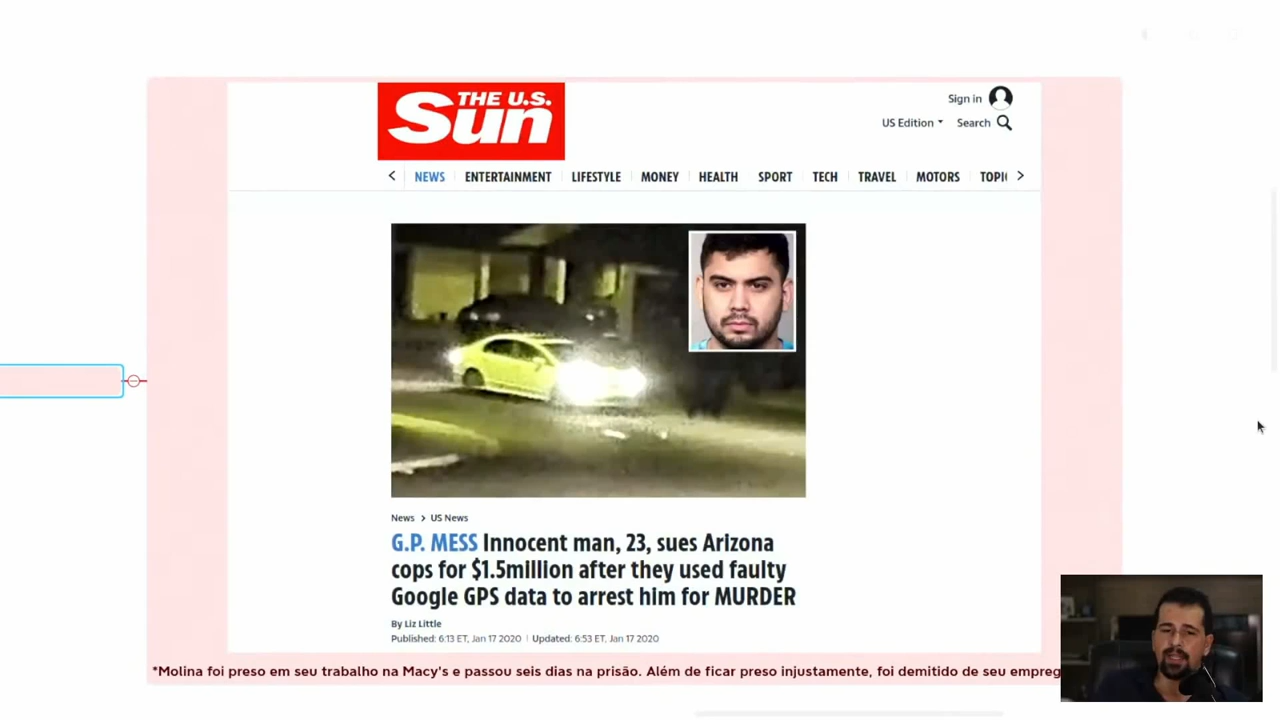 THE U.S.
Sun
Sign in
US Edition
Search
NEWS ENTERTAINMENT LIFESTYLE MONEY HEALTH SPORT TECH TRAVEL MOTORS TOPI
News > US News
G.P. MESS Innocent man, 23, sues Arizona
cops for $1.5million after they used faulty
Google GPS data to arrest him for MURDER
By Liz Little
Published: 6:13 ET, Jan 17 2020 | Updated: 6:53 ET, Jan 17 2020
*Molina foi preso em seu trabalho na Macy's e passou seis dias na prisão. Além de ficar preso injustamente, foi demitido de seu empreg